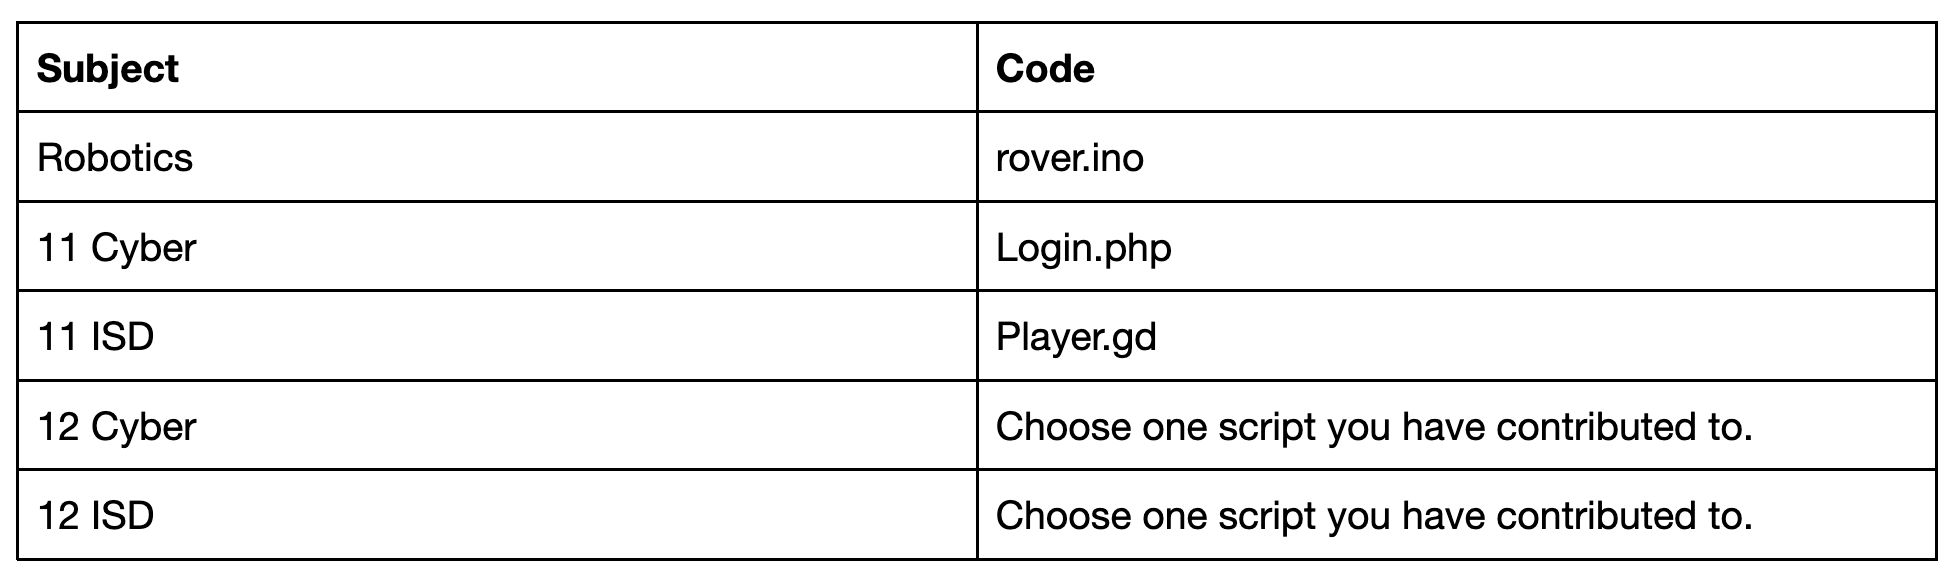 Subject Code
Robotics rover.ino
11 Cyber Login.php
11 ISD Player.gd
12 Cyber Choose one script you have contributed to.
12 ISD Choose one script you have contributed to.